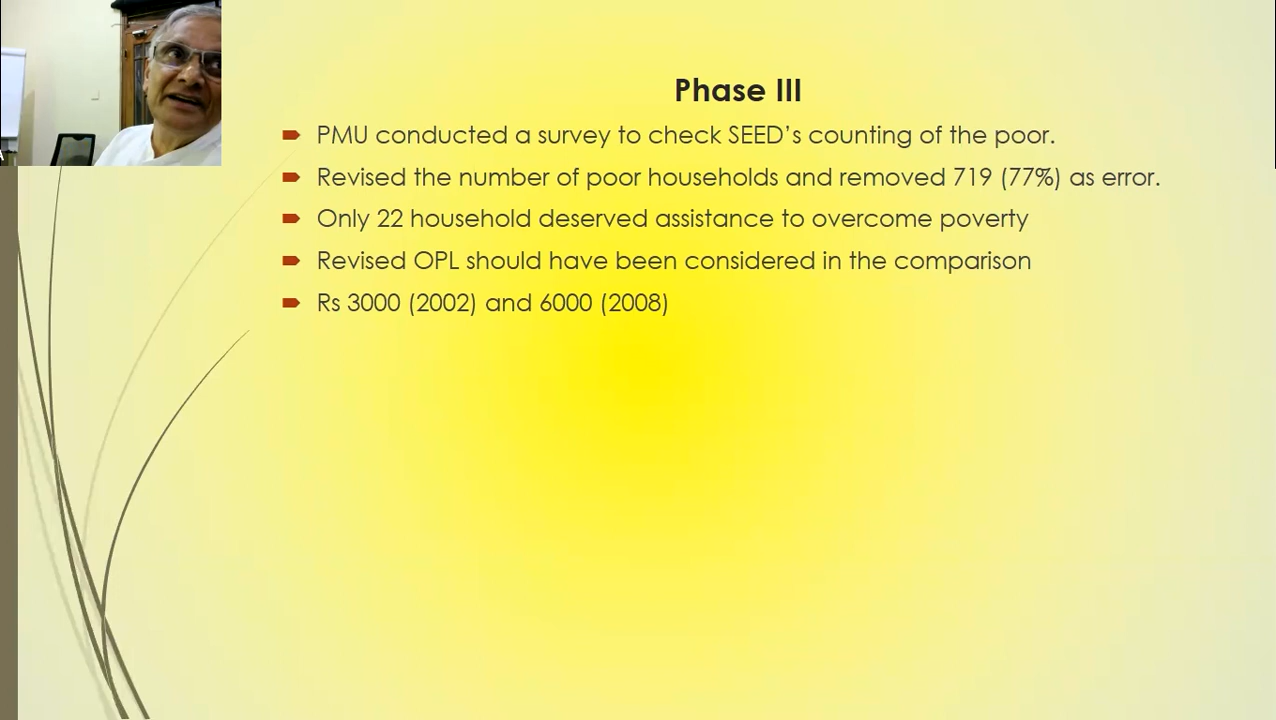 Phase III
PMU conducted a survey to check SEED's counting of the poor.
Revised the number of poor households and removed 719 (77%) as error.
Only 22 household deserved assistance to overcome poverty
Revised OPL should have been considered in the comparison
Rs 3000 (2002) and 6000 (2008)